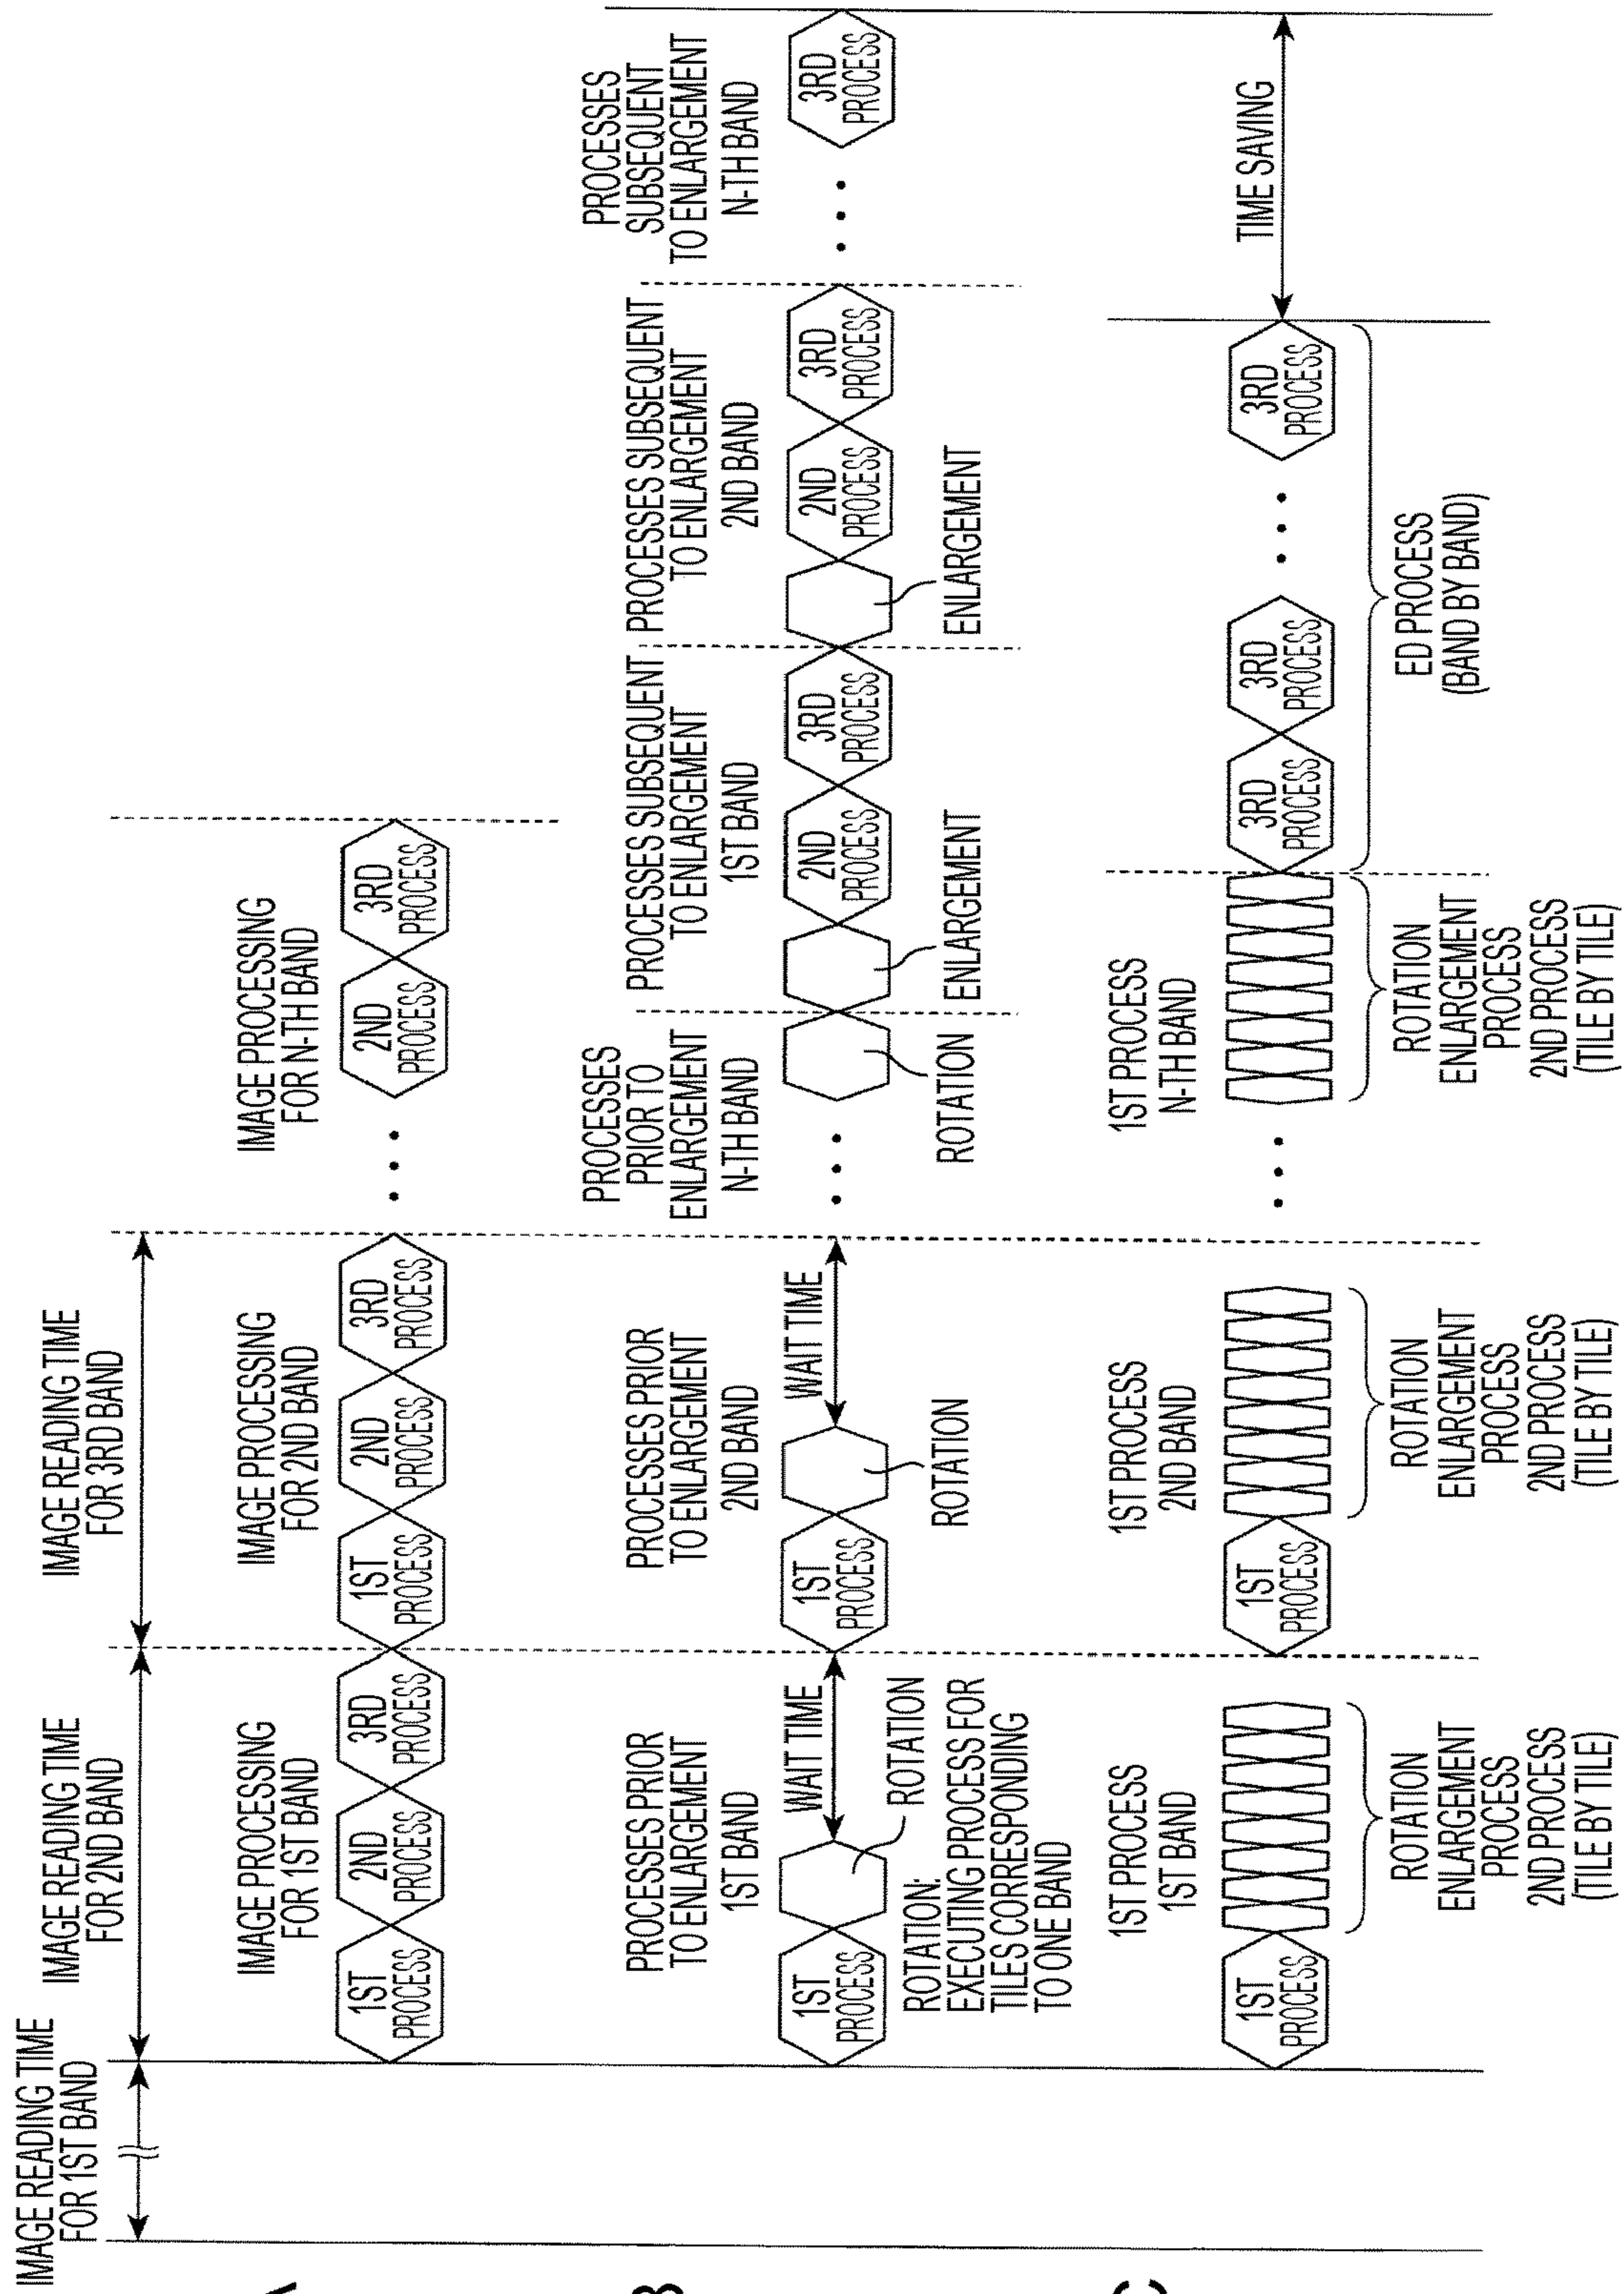 IMAGE READING TIME
FOR 1ST BAND
IMAGE READING TIME
FOR 2ND BAND
IMAGE READING TIME
FOR 3RD BAND
A
IMAGE PROCESSING
FOR 1ST BAND
1ST
PROCESS
2ND
PROCESS
3RD
PROCESS
IMAGE PROCESSING
FOR 2ND BAND
1ST
PROCESS
2ND
PROCESS
3RD
PROCESS
IMAGE PROCESSING
FOR N-TH BAND
2ND
PROCESS
3RD
PROCESS
B
PROCESSES PRIOR
TO ENLARGEMENT
1ST BAND
1ST
PROCESS
WAIT TIME
ROTATION
ROTATION:
EXECUTING PROCESS FOR
TILES CORRESPONDING
TO ONE BAND
PROCESSES PRIOR
TO ENLARGEMENT
2ND BAND
1ST
PROCESS
WAIT TIME
ROTATION
PROCESSES
PRIOR TO
ENLARGEMENT
N-TH BAND
ROTATION
PROCESSES SUBSEQUENT
TO ENLARGEMENT
1ST BAND
2ND
PROCESS
3RD
PROCESS
ENLARGEMENT
PROCESSES SUBSEQUENT
TO ENLARGEMENT
2ND BAND
2ND
PROCESS
3RD
PROCESS
ENLARGEMENT
PROCESSES
SUBSEQUENT
TO ENLARGEMENT
N-TH BAND
3RD
PROCESS
C
1ST PROCESS
1ST BAND
1ST
PROCESS
ROTATION
ENLARGEMENT
PROCESS
2ND PROCESS
(TILE BY TILE)
1ST PROCESS
2ND BAND
1ST
PROCESS
ROTATION
ENLARGEMENT
PROCESS
2ND PROCESS
(TILE BY TILE)
1ST PROCESS
N-TH BAND
ROTATION
ENLARGEMENT
PROCESS
2ND PROCESS
(TILE BY TILE)
3RD
PROCESS
3RD
PROCESS
3RD
PROCESS
ED PROCESS
(BAND BY BAND)
TIME SAVING